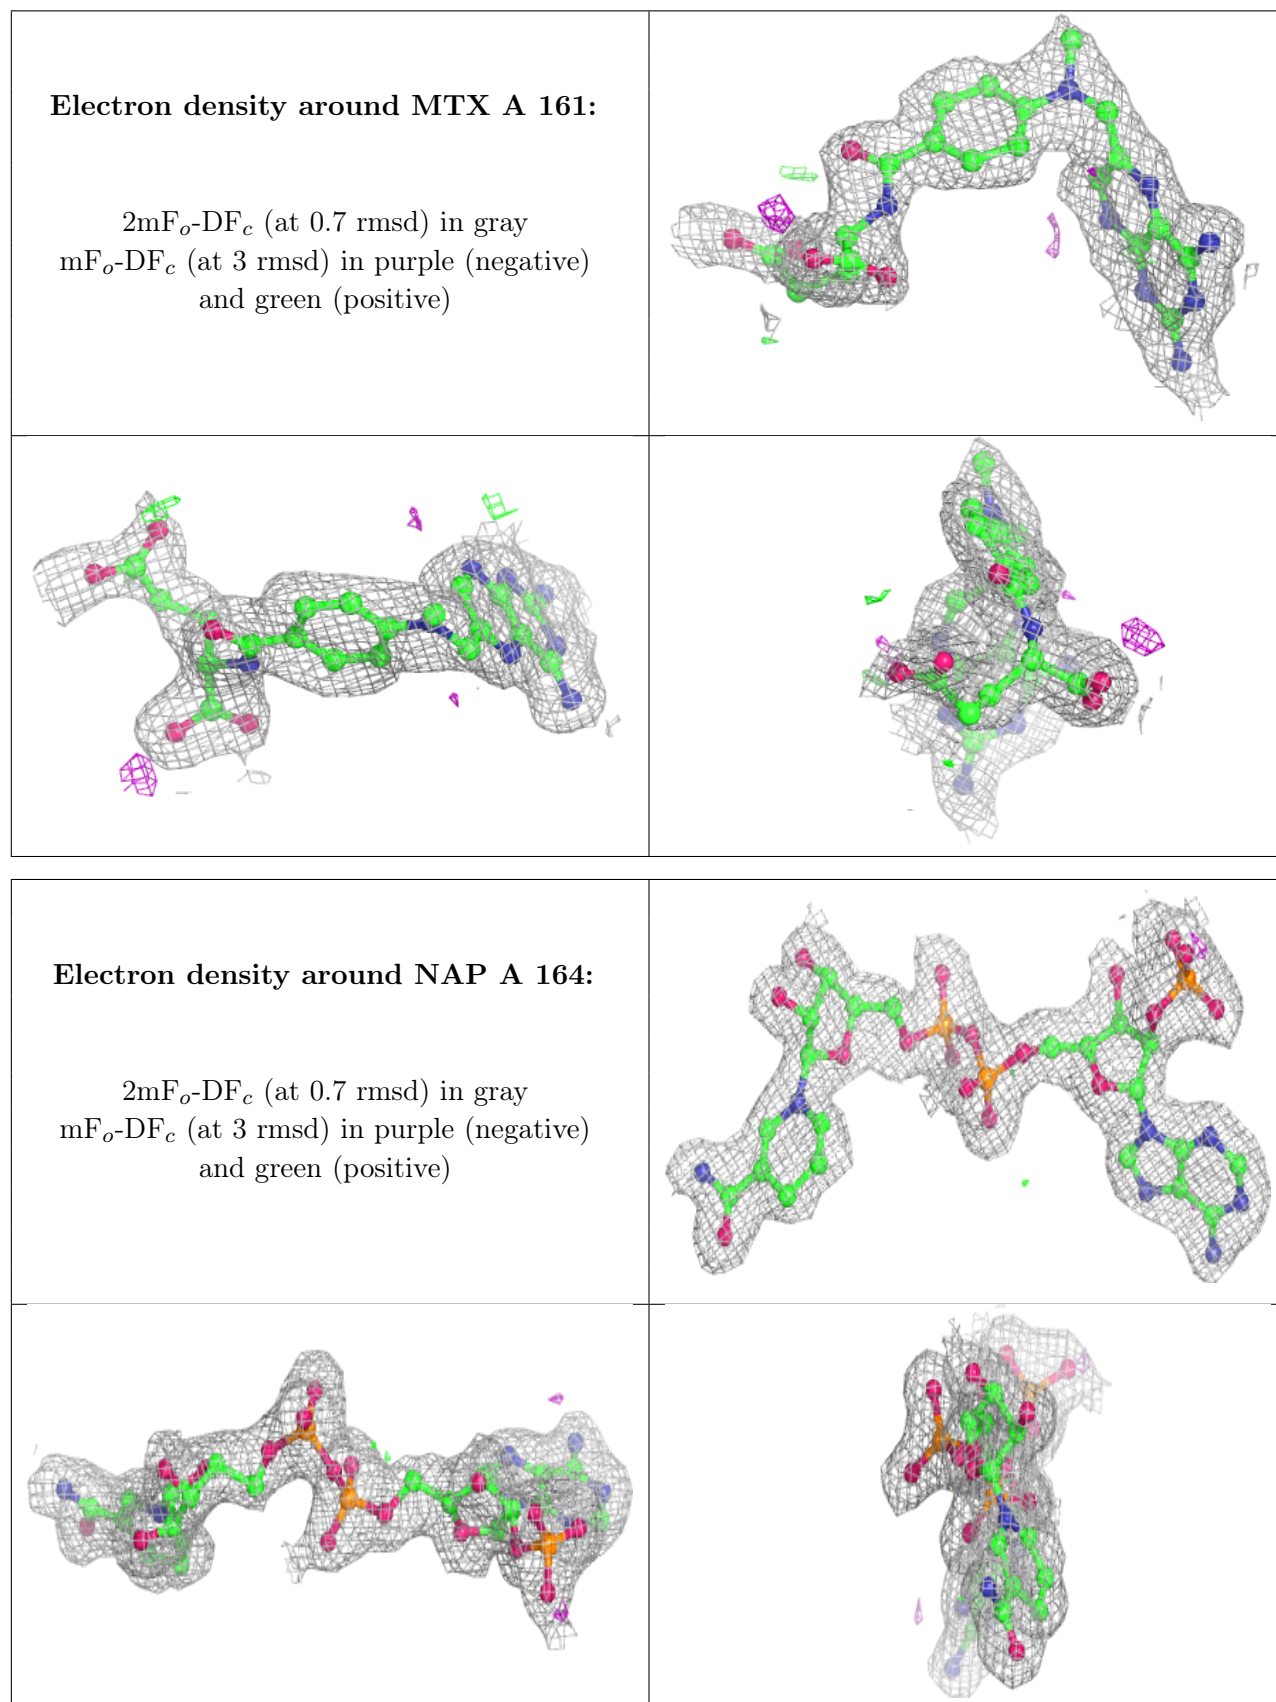 Electron density around MTX A 161:
2mFₒ-DF𝒸 (at 0.7 rmsd) in gray
mFₒ-DF𝒸 (at 3 rmsd) in purple (negative)
and green (positive)
Electron density around NAP A 164:
2mFₒ-DF𝒸 (at 0.7 rmsd) in gray
mFₒ-DF𝒸 (at 3 rmsd) in purple (negative)
and green (positive)